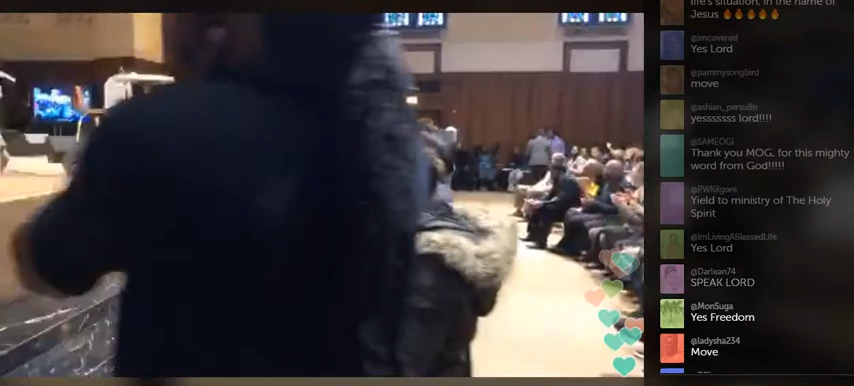 life's situation, in the name of
Jesus 🔥🔥🔥🔥🔥
@imcovered
Yes Lord
@pammysongbird
move
@ashian_persu8n
yesssssss lord!!!!
@SAMEOGI
Thank you MOG, for this mighty
word from God!!!!!
@PWKilgore
Yield to ministry of The Holy
Spirit
@ImLivingABlessedLife
Yes Lord
@Darlean74
SPEAK LORD
@MonSuga
Yes Freedom
@ladysha234
Move